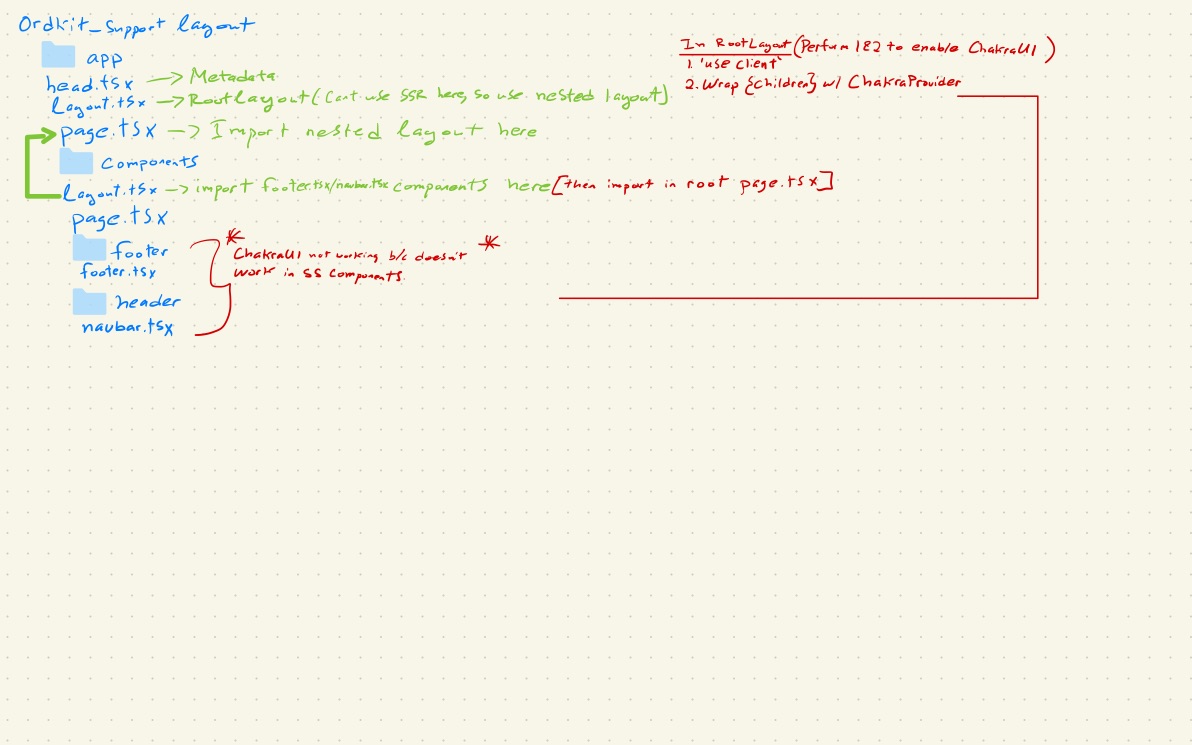 Ordkit_Support layout
app
In RootLayout (Perform 1&2 to enable ChakraUI )
1. 'use client'
2. Wrap {children} w/ ChakraProvider
head.tsx -> Metadata
Layout.tsx -> RootLayout (Cant use SSR here, so use nested layout).
page.tsx -> Import nested layout here
Components
Layout.tsx -> import footer.tsx/navbar.tsx components here [then import in root page.tsx]
page.tsx
* ChakraUI not working b/c doesn't *
work in SS components.
footer
footer.tsx
header
navbar.tsx